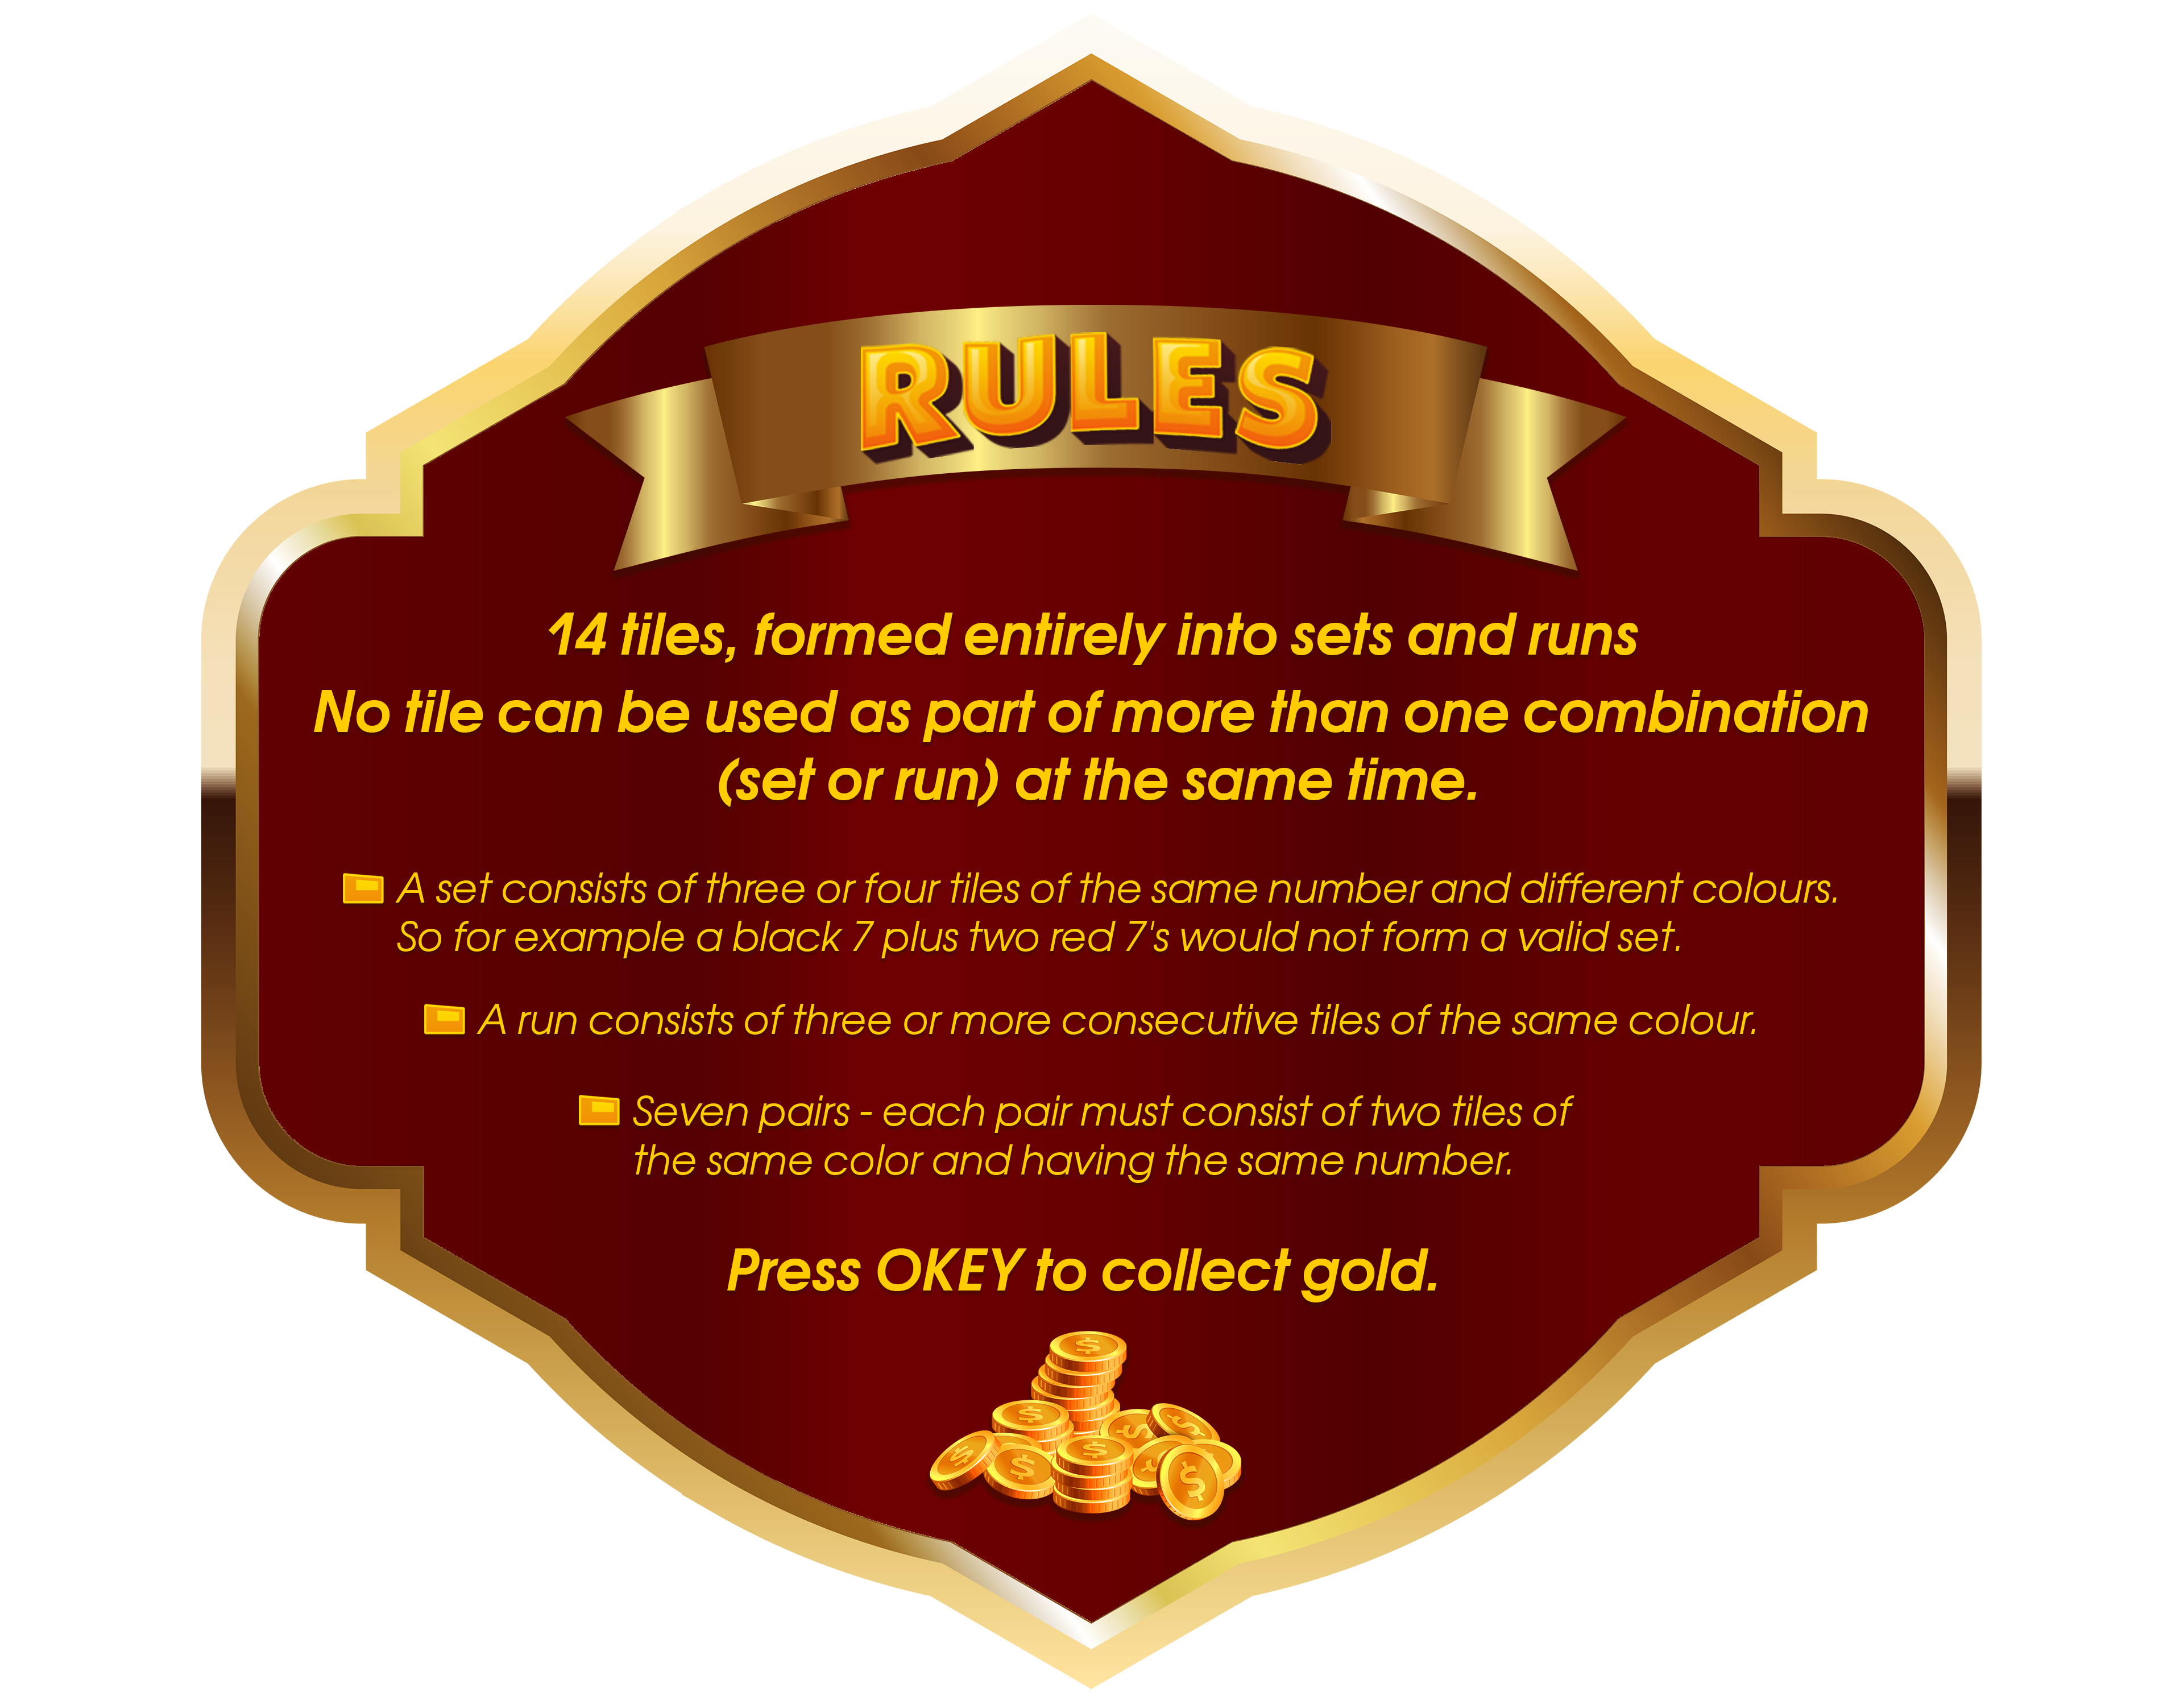 RULES
14 tiles, formed entirely into sets and runs
No tile can be used as part of more than one combination
(set or run) at the same time.
A set consists of three or four tiles of the same number and different colours.
So for example a black 7 plus two red 7's would not form a valid set.
A run consists of three or more consecutive tiles of the same colour.
Seven pairs - each pair must consist of two tiles of
the same color and having the same number.
Press OKEY to collect gold.